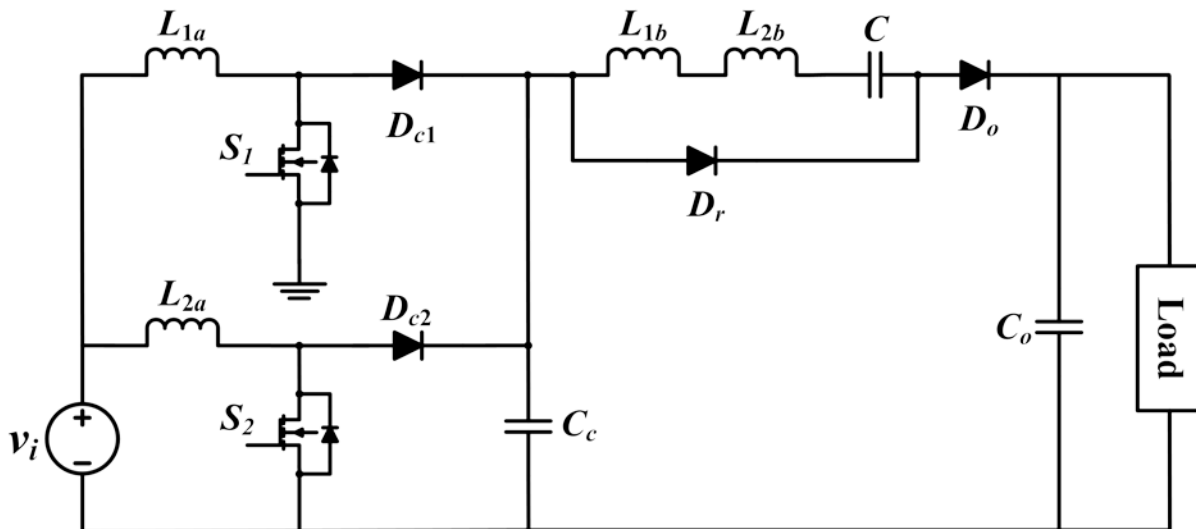 L1a
L1b
L2b
C
Dc1
Do
S1
Dr
L2a
Dc2
Co
Load
S2
Cc
+
vi
−